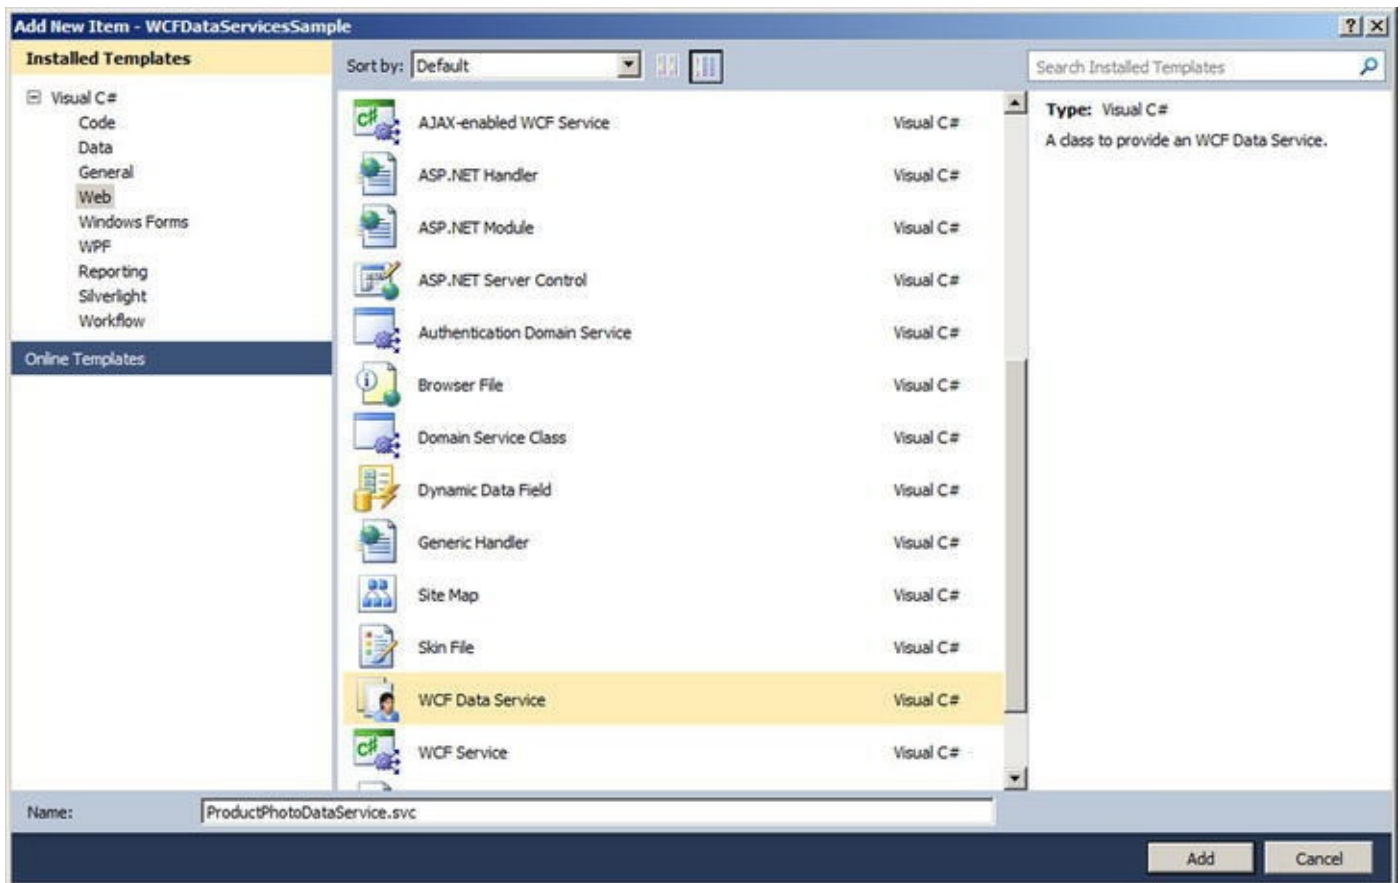 Add New Item - WCFDataServicesSample
Installed Templates
Visual C#
Code
Data
General
Web
Windows Forms
WPF
Reporting
Silverlight
Workflow
Online Templates
Sort by: Default
AJAX-enabled WCF Service Visual C#
ASP.NET Handler Visual C#
ASP.NET Module Visual C#
ASP.NET Server Control Visual C#
Authentication Domain Service Visual C#
Browser File Visual C#
Domain Service Class Visual C#
Dynamic Data Field Visual C#
Generic Handler Visual C#
Site Map Visual C#
Skin File Visual C#
WCF Data Service Visual C#
WCF Service Visual C#
Search Installed Templates
Type: Visual C#
A class to provide an WCF Data Service.
Name: ProductPhotoDataService.svc
Add Cancel